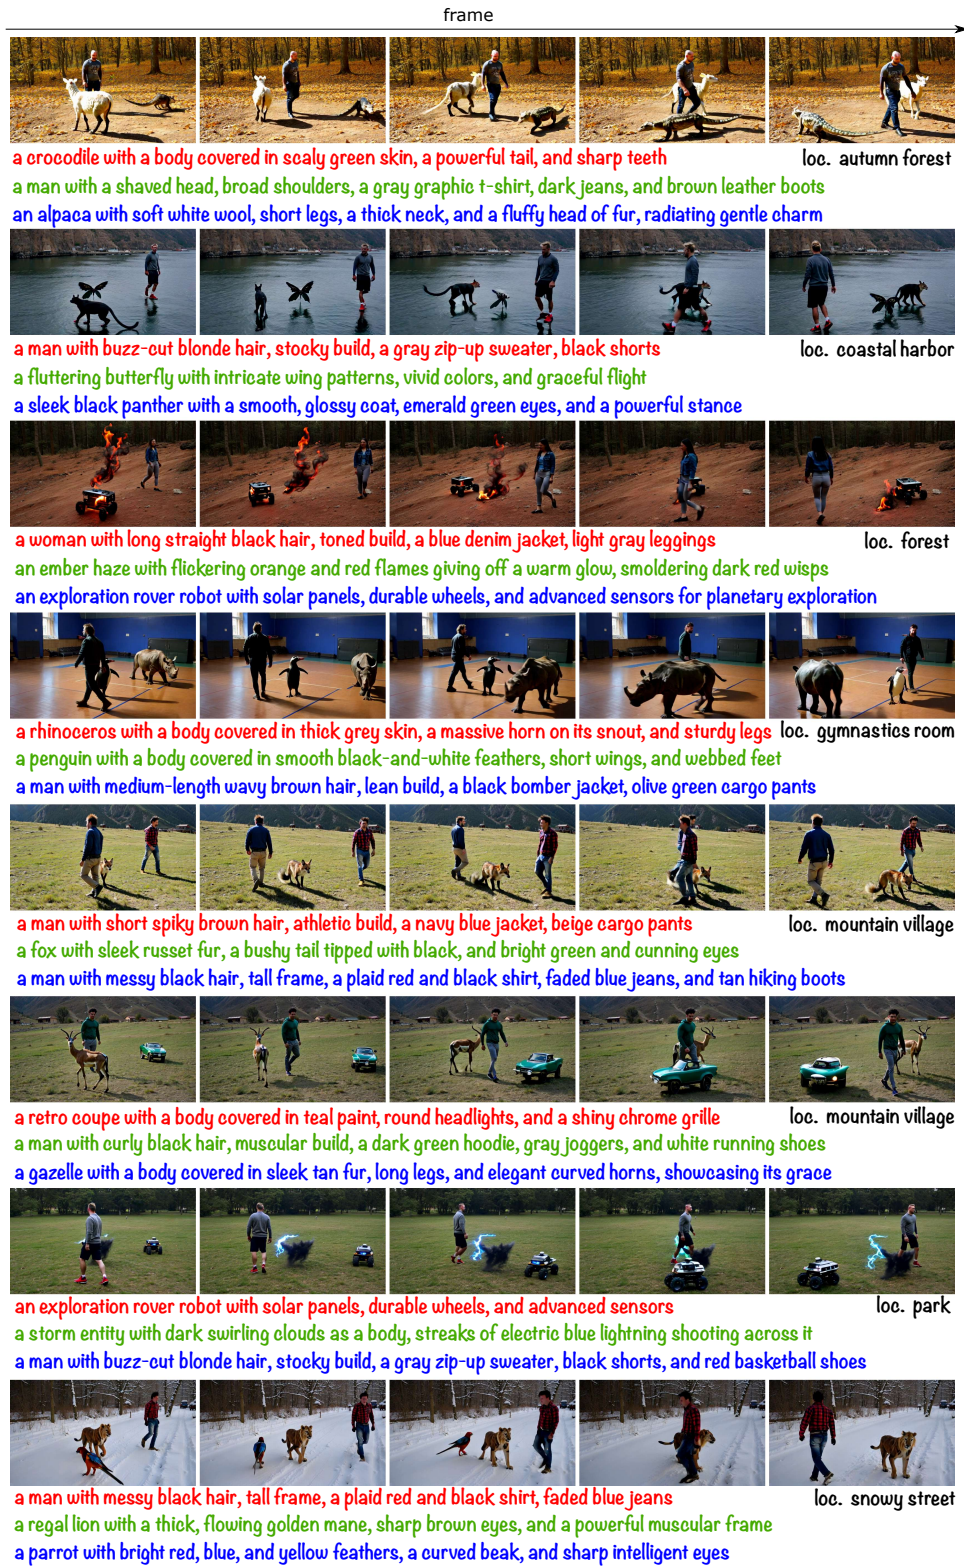 frame
a crocodile with a body covered in scaly green skin, a powerful tail, and sharp teeth loc. autumn forest
a man with a shaved head, broad shoulders, a gray graphic t-shirt, dark jeans, and brown leather boots
an alpaca with soft white wool, short legs, a thick neck, and a fluffy head of fur, radiating gentle charm
a man with buzz-cut blonde hair, stocky build, a gray zip-up sweater, black shorts loc. coastal harbor
a fluttering butterfly with intricate wing patterns, vivid colors, and graceful flight
a sleek black panther with a smooth, glossy coat, emerald green eyes, and a powerful stance
a woman with long straight black hair, toned build, a blue denim jacket, light gray leggings loc. forest
an ember haze with flickering orange and red flames giving off a warm glow, smoldering dark red wisps
an exploration rover robot with solar panels, durable wheels, and advanced sensors for planetary exploration
a rhinoceros with a body covered in thick grey skin, a massive horn on its snout, and sturdy legs loc. gymnastics room
a penguin with a body covered in smooth black-and-white feathers, short wings, and webbed feet
a man with medium-length wavy brown hair, lean build, a black bomber jacket, olive green cargo pants
a man with short spiky brown hair, athletic build, a navy blue jacket, beige cargo pants loc. mountain village
a fox with sleek russet fur, a bushy tail tipped with black, and bright green and cunning eyes
a man with messy black hair, tall frame, a plaid red and black shirt, faded blue jeans, and tan hiking boots
a retro coupe with a body covered in teal paint, round headlights, and a shiny chrome grille loc. mountain village
a man with curly black hair, muscular build, a dark green hoodie, gray joggers, and white running shoes
a gazelle with a body covered in sleek tan fur, long legs, and elegant curved horns, showcasing its grace
an exploration rover robot with solar panels, durable wheels, and advanced sensors loc. park
a storm entity with dark swirling clouds as a body, streaks of electric blue lightning shooting across it
a man with buzz-cut blonde hair, stocky build, a gray zip-up sweater, black shorts, and red basketball shoes
a man with messy black hair, tall frame, a plaid red and black shirt, faded blue jeans loc. snowy street
a regal lion with a thick, flowing golden mane, sharp brown eyes, and a powerful muscular frame
a parrot with bright red, blue, and yellow feathers, a curved beak, and sharp intelligent eyes